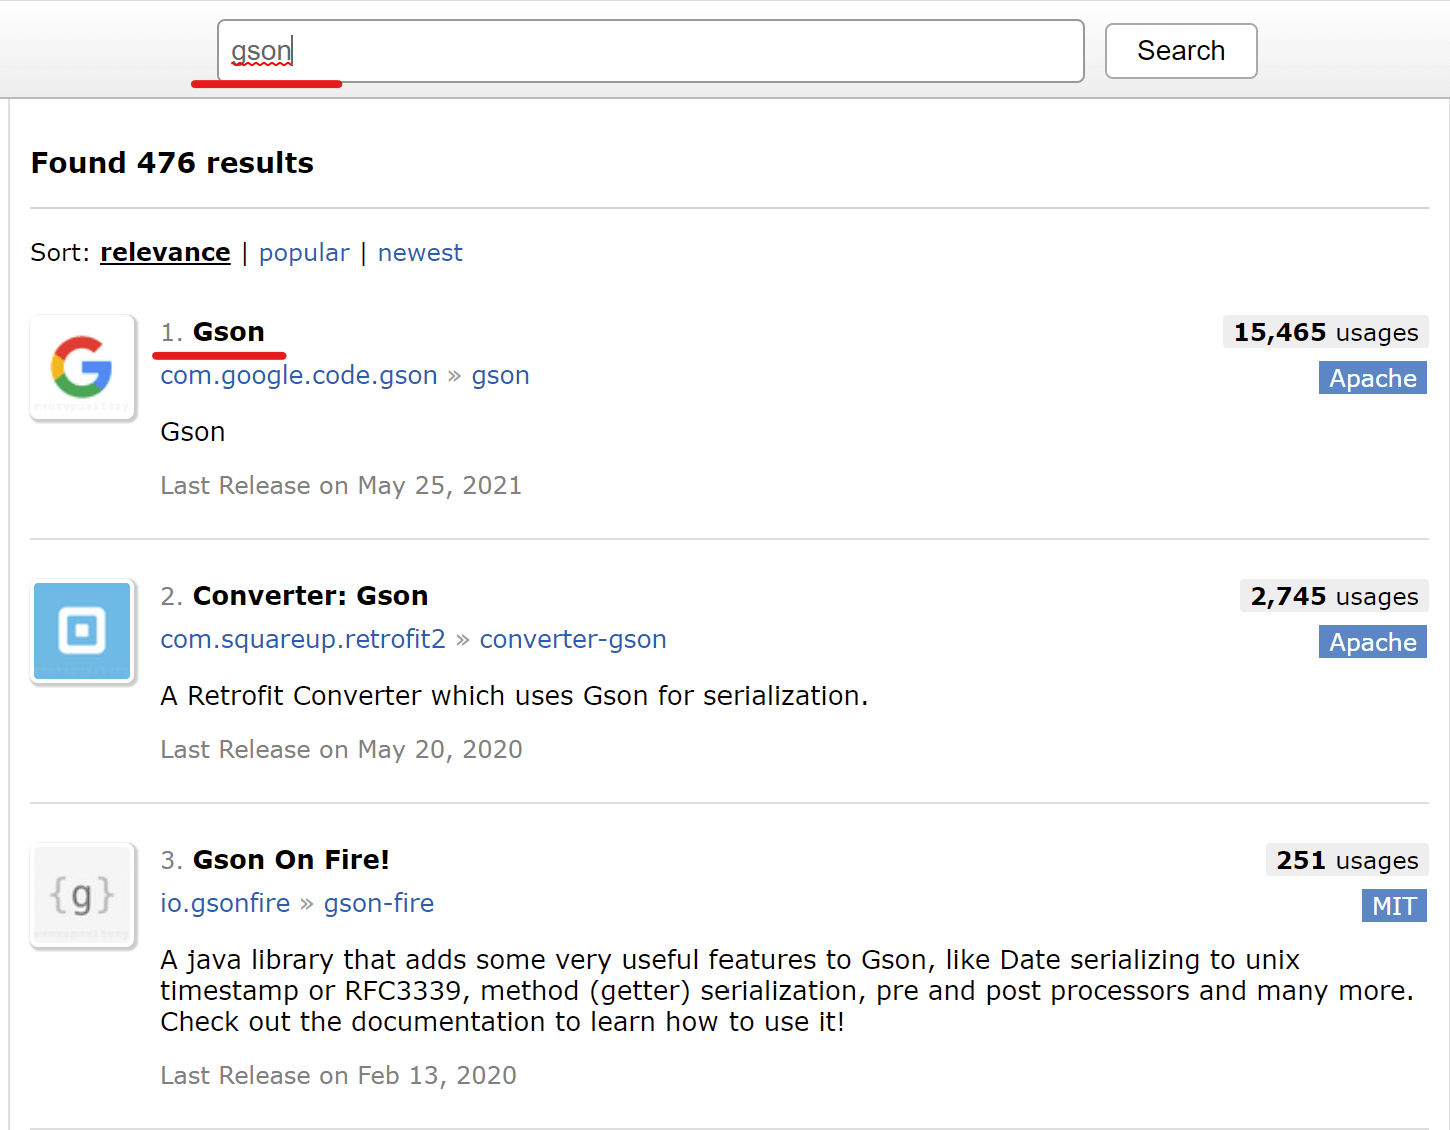 gson
Search
Found 476 results
Sort: relevance | popular | newest
1. Gson
15,465 usages
com.google.code.gson » gson
Apache
Gson
Last Release on May 25, 2021
2. Converter: Gson
2,745 usages
com.squareup.retrofit2 » converter-gson
Apache
A Retrofit Converter which uses Gson for serialization.
Last Release on May 20, 2020
{g}
3. Gson On Fire!
251 usages
io.gsonfire » gson-fire
MIT
A java library that adds some very useful features to Gson, like Date serializing to unix
timestamp or RFC3339, method (getter) serialization, pre and post processors and many more.
Check out the documentation to learn how to use it!
Last Release on Feb 13, 2020